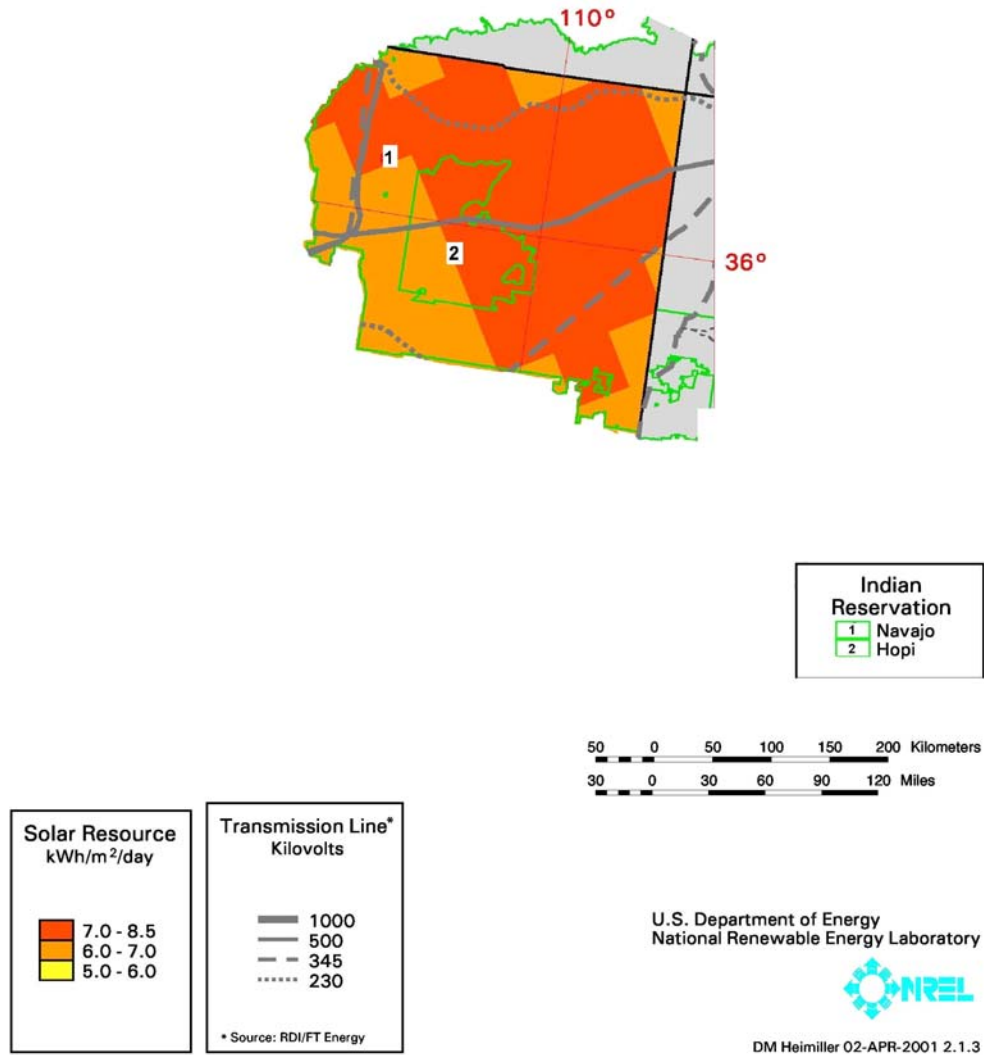 110°
1
2
36°
Indian
Reservation
1 Navajo
2 Hopi
50 0 50 100 150 200 Kilometers
30 0 30 60 90 120 Miles
Solar Resource
kWh/m²/day
7.0 - 8.5
6.0 - 7.0
5.0 - 6.0
Transmission Line*
Kilovolts
1000
500
345
230
* Source: RDI/FT Energy
U.S. Department of Energy
National Renewable Energy Laboratory
NREL
DM Heimiller 02-APR-2001 2.1.3